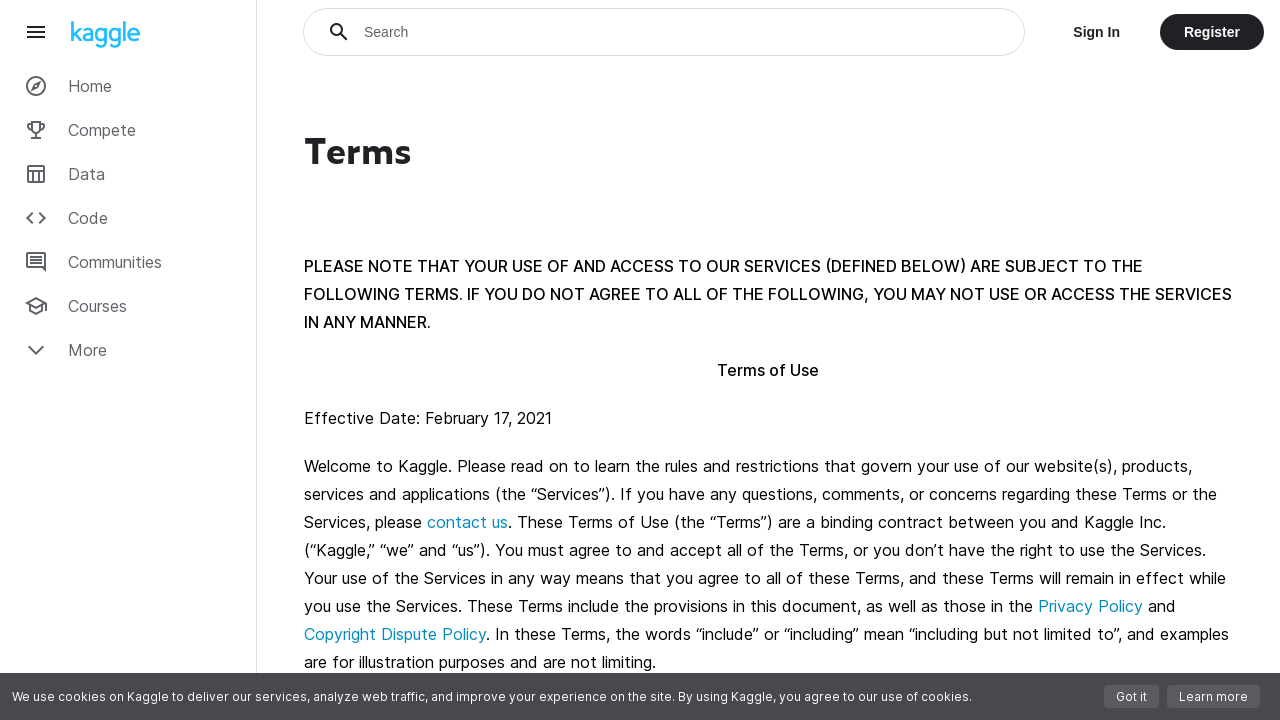 kaggle
Search
Sign In
Register
Home
Compete
Data
Code
Communities
Courses
More
Terms
PLEASE NOTE THAT YOUR USE OF AND ACCESS TO OUR SERVICES (DEFINED BELOW) ARE SUBJECT TO THE
FOLLOWING TERMS. IF YOU DO NOT AGREE TO ALL OF THE FOLLOWING, YOU MAY NOT USE OR ACCESS THE SERVICES
IN ANY MANNER.
Terms of Use
Effective Date: February 17, 2021
Welcome to Kaggle. Please read on to learn the rules and restrictions that govern your use of our website(s), products,
services and applications (the “Services”). If you have any questions, comments, or concerns regarding these Terms or the
Services, please contact us. These Terms of Use (the “Terms”) are a binding contract between you and Kaggle Inc.
(“Kaggle,” “we” and “us”). You must agree to and accept all of the Terms, or you don’t have the right to use the Services.
Your use of the Services in any way means that you agree to all of these Terms, and these Terms will remain in effect while
you use the Services. These Terms include the provisions in this document, as well as those in the Privacy Policy and
Copyright Dispute Policy. In these Terms, the words “include” or “including” mean “including but not limited to”, and examples
are for illustration purposes and are not limiting.
We use cookies on Kaggle to deliver our services, analyze web traffic, and improve your experience on the site. By using Kaggle, you agree to our use of cookies.
Got it
Learn more